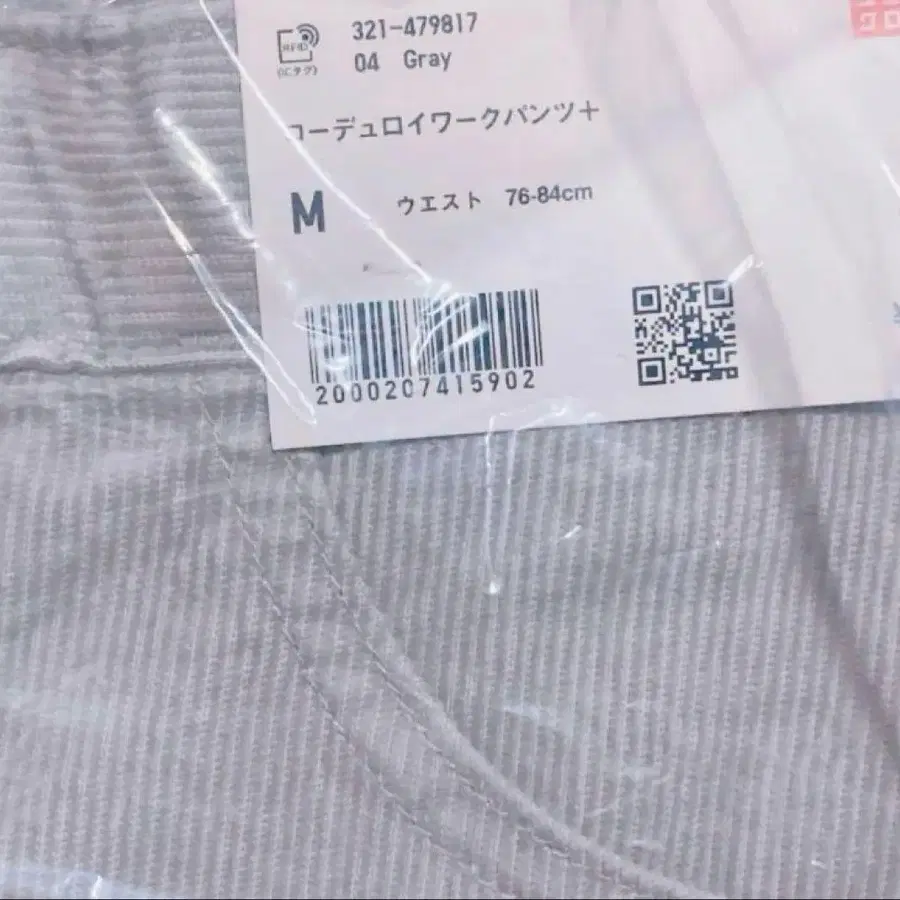 321-479817
RFID
04 Gray
(ICタグ)
コーデュロイワークパンツ+
M ウエスト 76-84cm
2000207415902